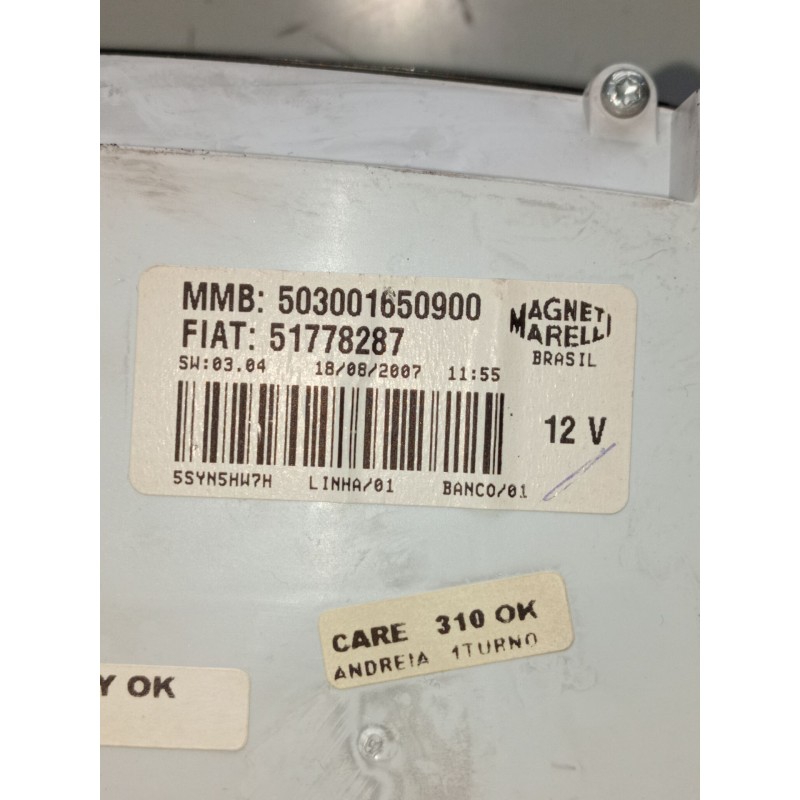 MMB: 503001650900
FIAT: 51778287
MAGNETI
MARELLI
BRASIL
SW:03.04 18/08/2007 11:55
12 V
5SYN5HW7H LINHA/01 BANCO/01
CARE 310 OK
ANDREIA 1TURNO
Y OK